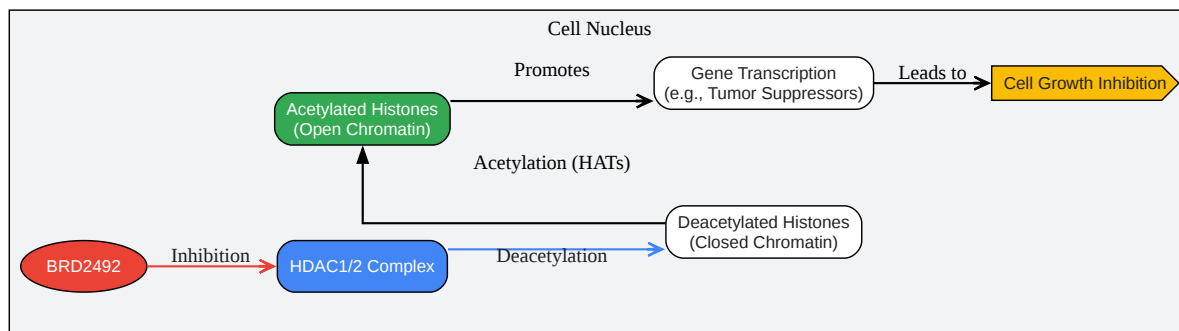 Cell Nucleus
Promotes
Gene Transcription
(e.g., Tumor Suppressors)
Leads to
Cell Growth Inhibition
Acetylated Histones
(Open Chromatin)
Acetylation (HATs)
Deacetylated Histones
(Closed Chromatin)
BRD2492
Inhibition
HDAC1/2 Complex
Deacetylation